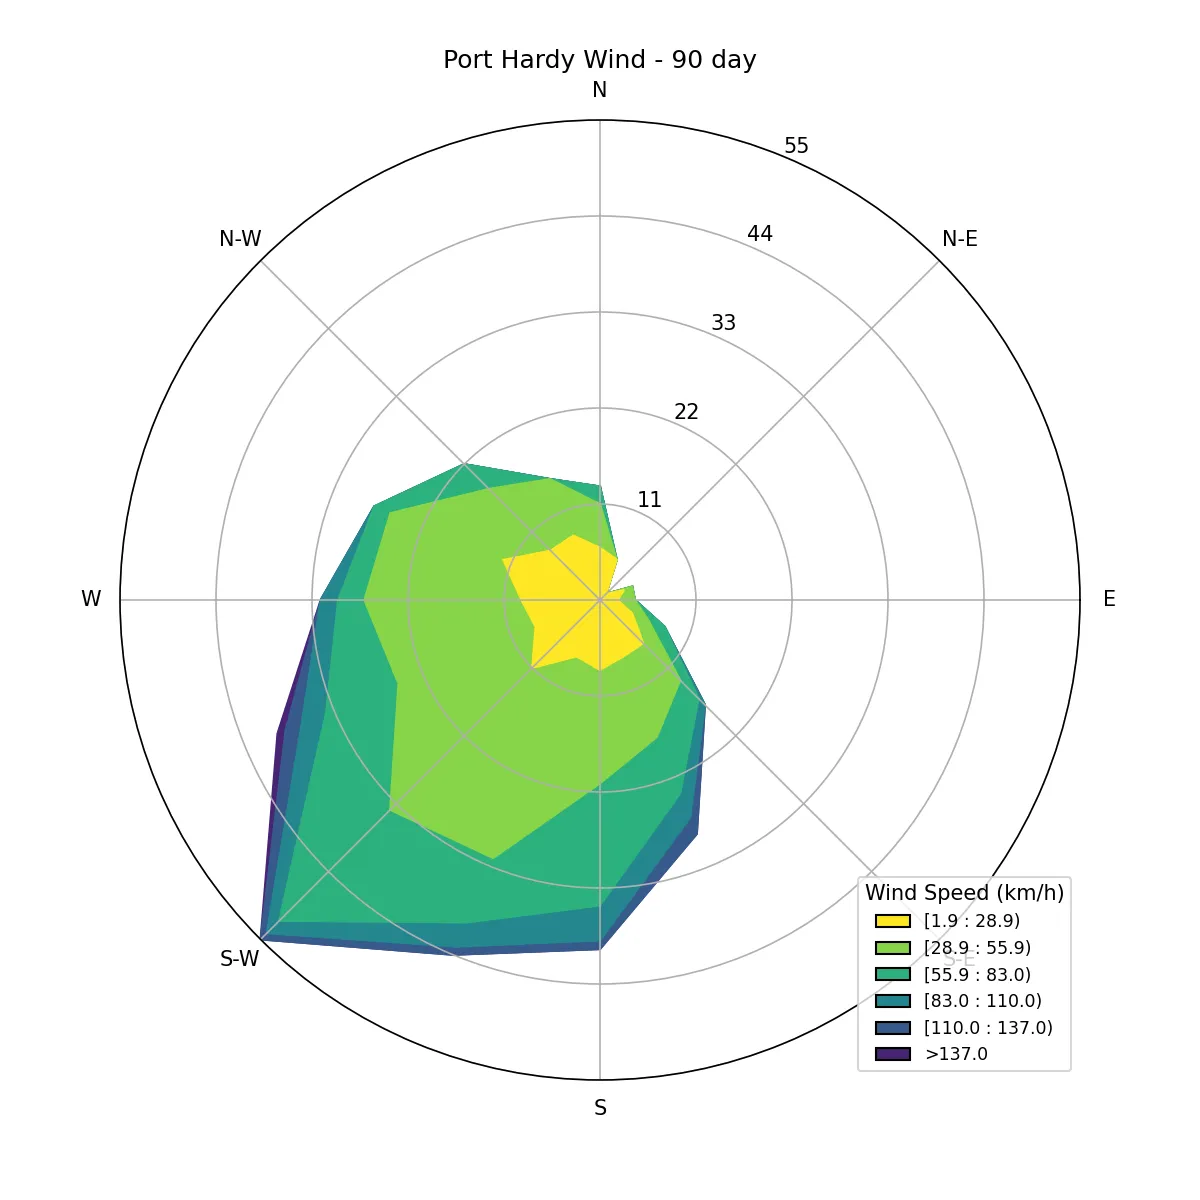 Port Hardy Wind - 90 day
N
55
44
N-W
N-E
33
22
11
W
E
Wind Speed (km/h)
[1.9 : 28.9)
[28.9 : 55.9)
S-W
S-E
[55.9 : 83.0)
[83.0 : 110.0)
[110.0 : 137.0)
>137.0
S